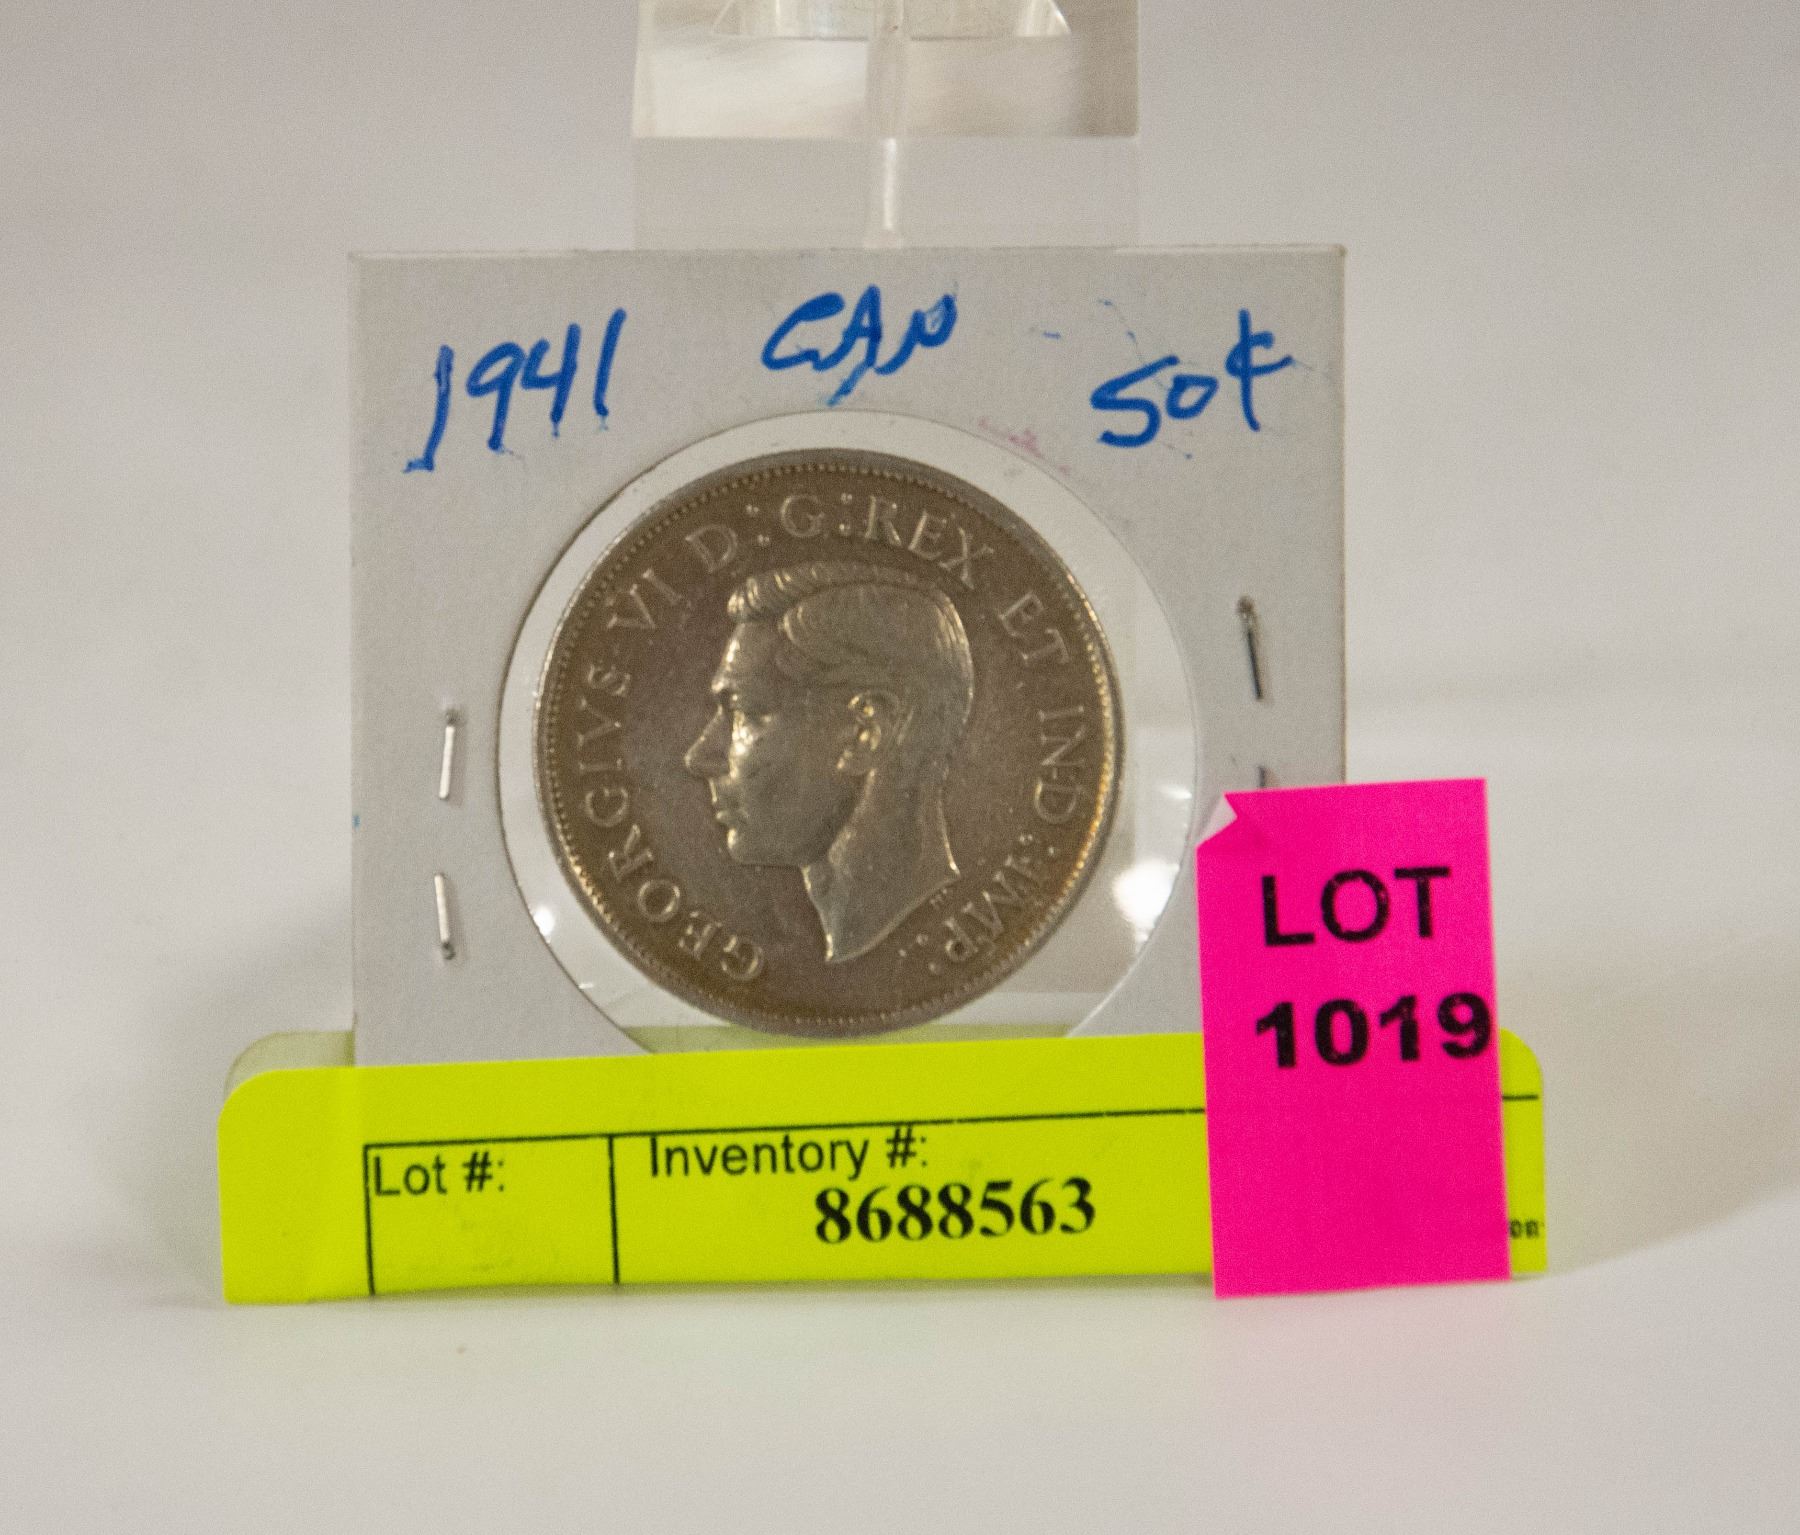 1941 CAN 50¢
GEORGIVS VI D:G:REX ET IND:IMP:
LOT
1019
Lot #:
Inventory #:
8688563